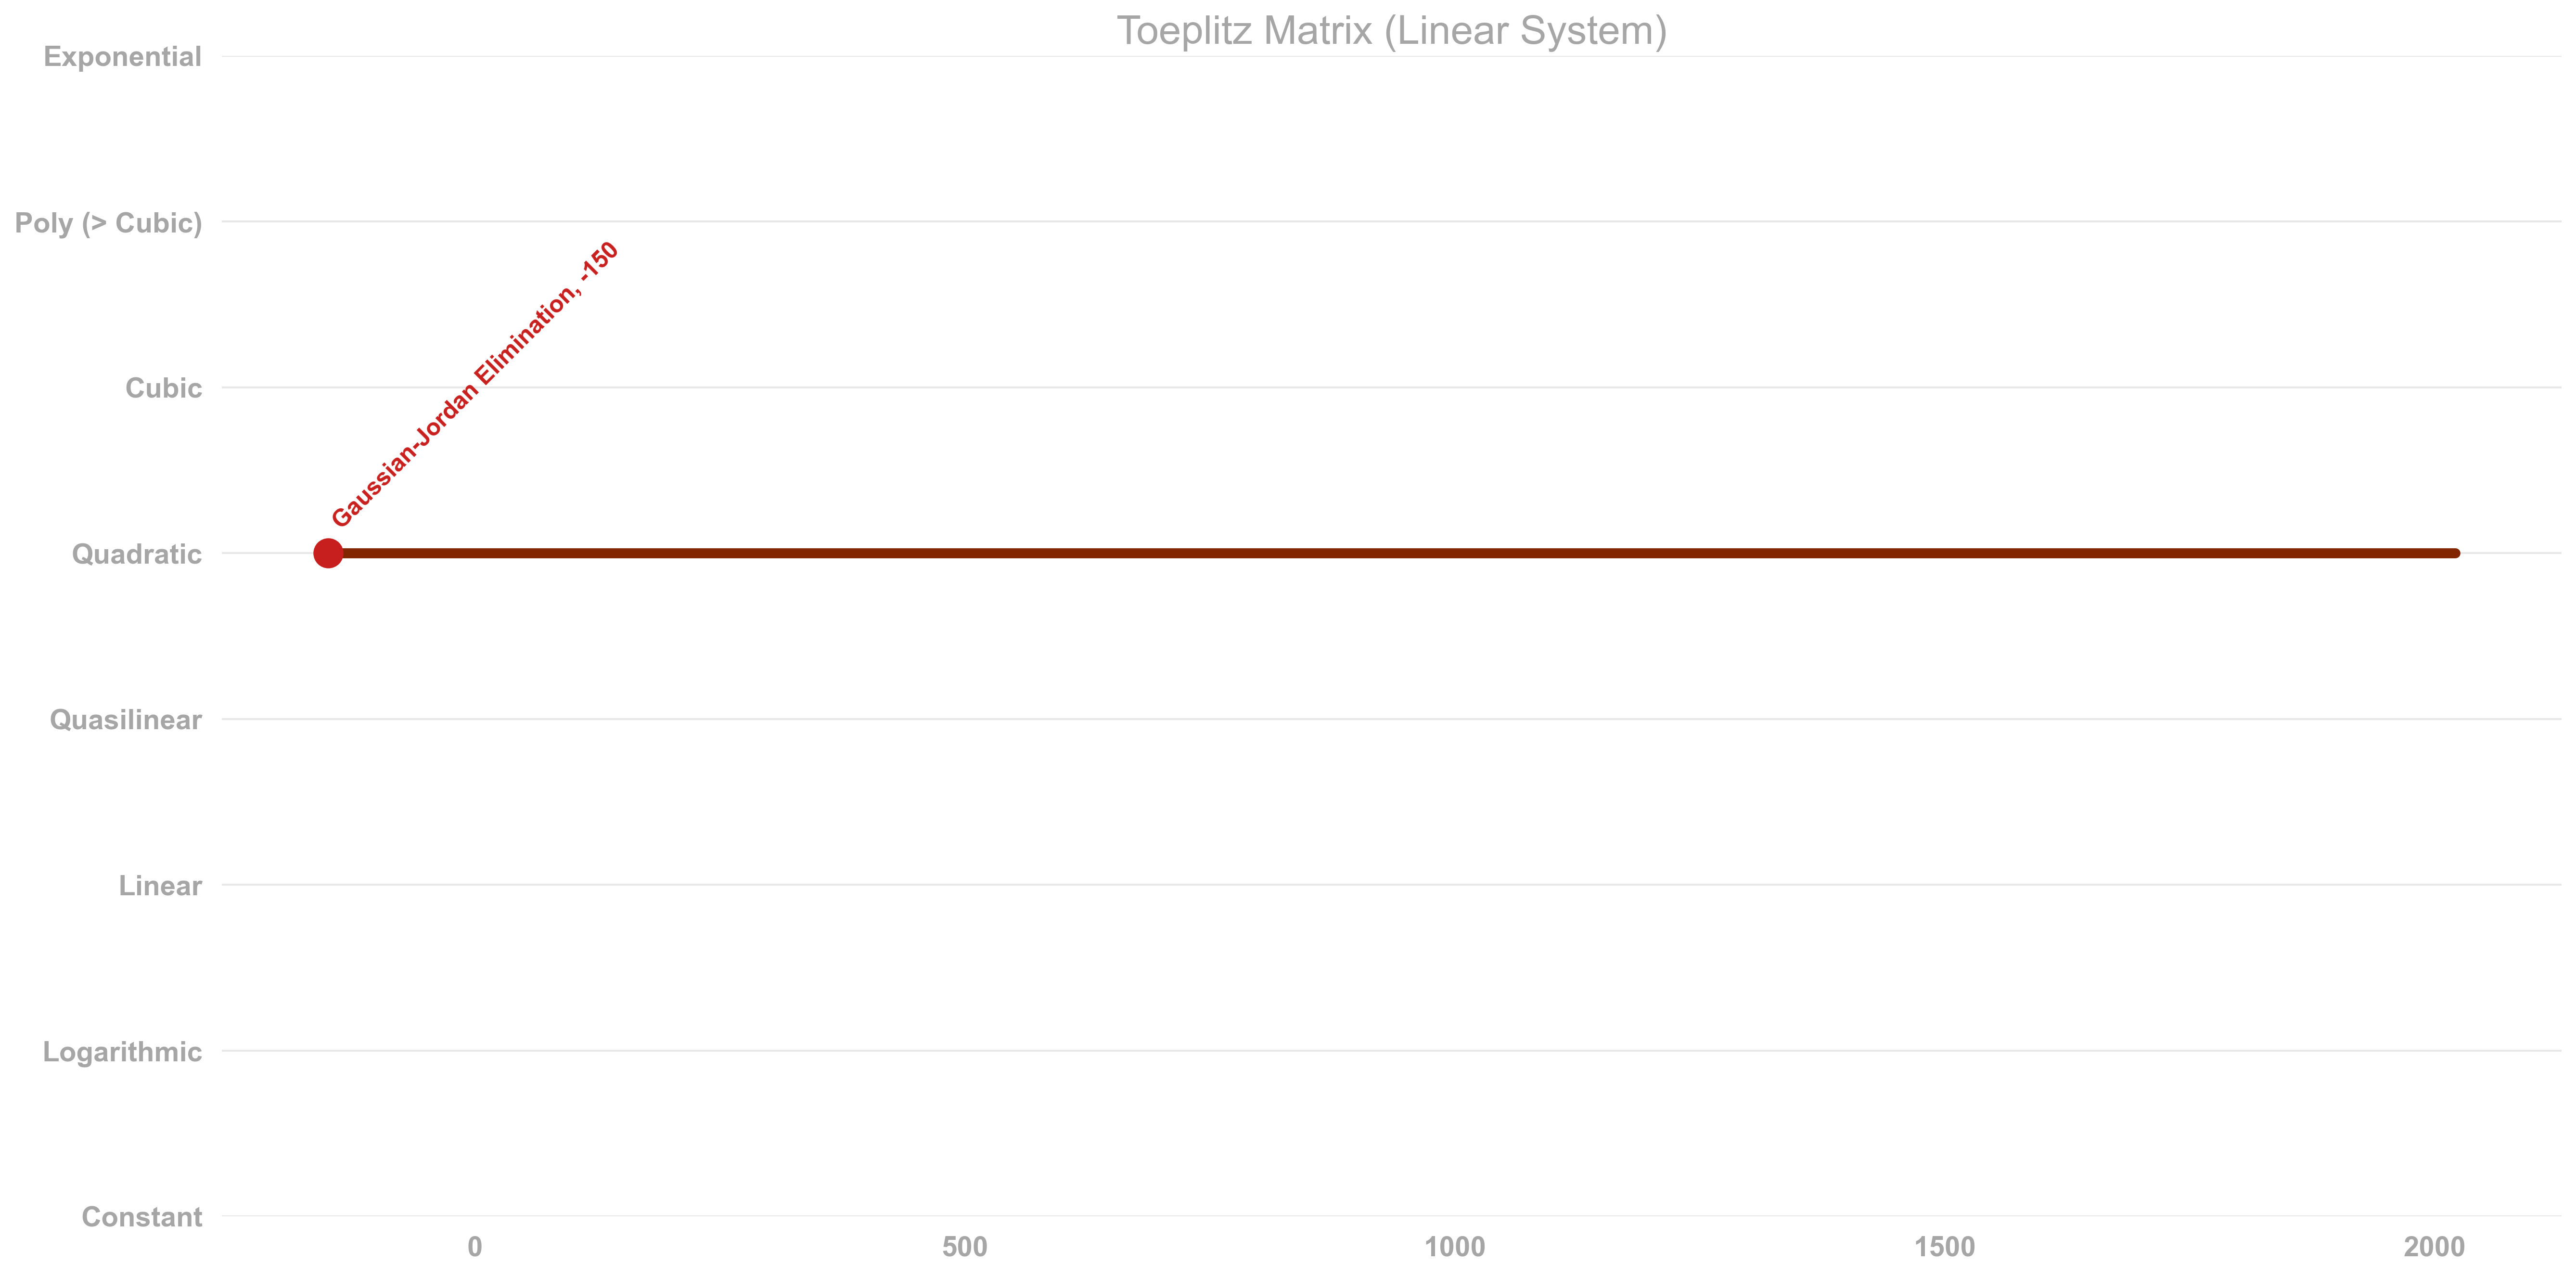 Toeplitz Matrix (Linear System)
Exponential
Poly (> Cubic)
Gaussian-Jordan Elimination, -150
Cubic
Quadratic
Quasilinear
Linear
Logarithmic
Constant
0 500 1000 1500 2000